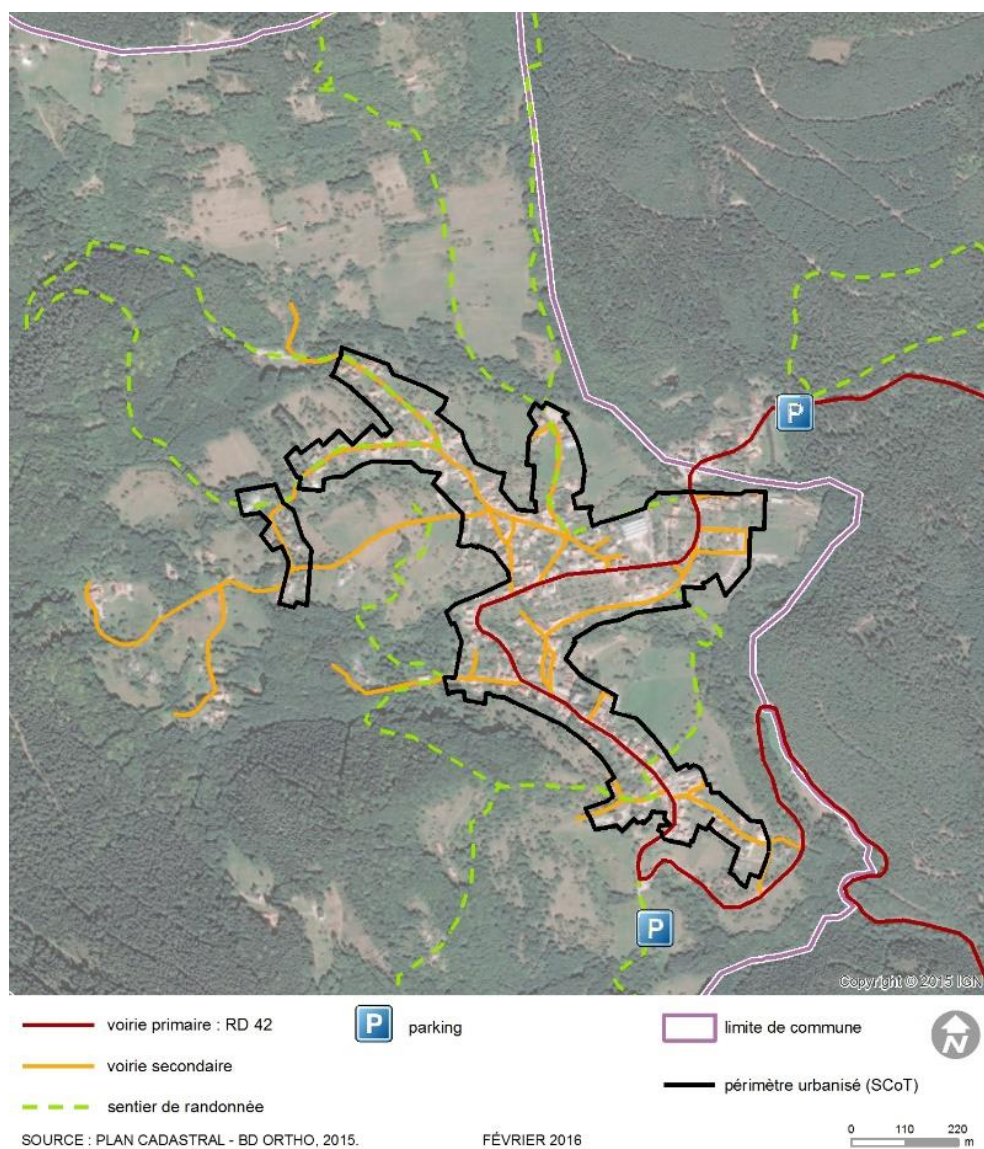 P
P
Copyright © 2015 IGN
voirie primaire : RD 42
P parking
limite de commune
N
voirie secondaire
périmètre urbanisé (SCoT)
sentier de randonnée
SOURCE : PLAN CADASTRAL - BD ORTHO, 2015.
FÉVRIER 2016
0 110 220
m